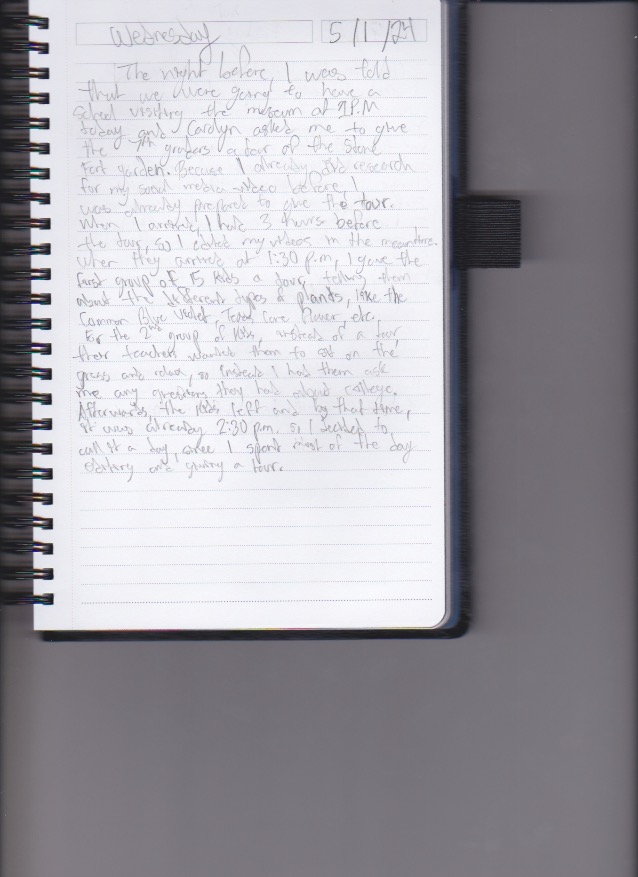 Wednesday 5/1/24
The night before, I was told
that we were going to have a
school visiting the museum at 1P.M
today and Carolyn asked me to give
the 7th graders a tour of the Stone
Fort garden. Because I already did research
for my social media video before, I
was already prepared to give the tour.
When I arrived, I had 3 hours before
the tour, so I edited my videos in the meantime.
When they arrived at 1:30 p.m, I gave the
first group of 15 kids a tour, telling them
about the different types of plants, like the
Common Blue Violet, Texas Cone flower, etc.
For the 2nd group of kids, instead of a tour,
their teachers wanted them to sit on the
grass and relax, so instead I had them ask
me any questions they had about college.
Afterwards, the kids left and by that time,
it was already 2:30 p.m. so I decided to
call it a day, since I spent most of the day
editing and giving a tour.